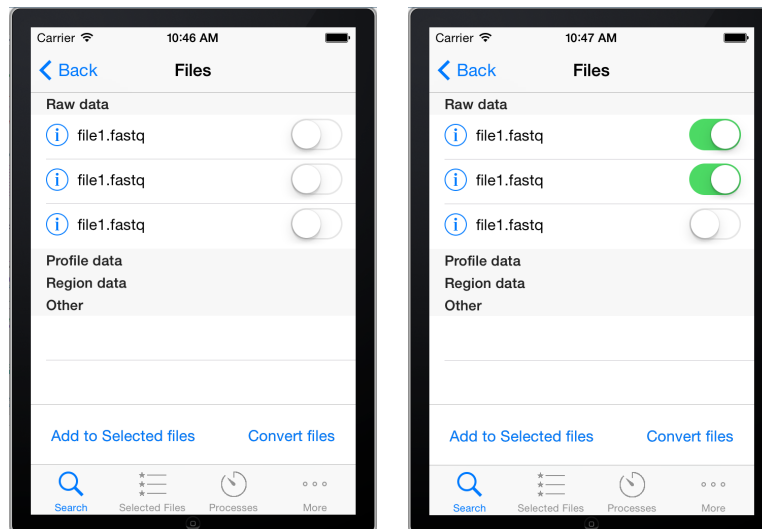 Carrier 10:46 AM
Back Files
Raw data
file1.fastq
file1.fastq
file1.fastq
Profile data
Region data
Other
Add to Selected files Convert files
Search Selected Files Processes More
Carrier 10:47 AM
Back Files
Raw data
file1.fastq
file1.fastq
file1.fastq
Profile data
Region data
Other
Add to Selected files Convert files
Search Selected Files Processes More